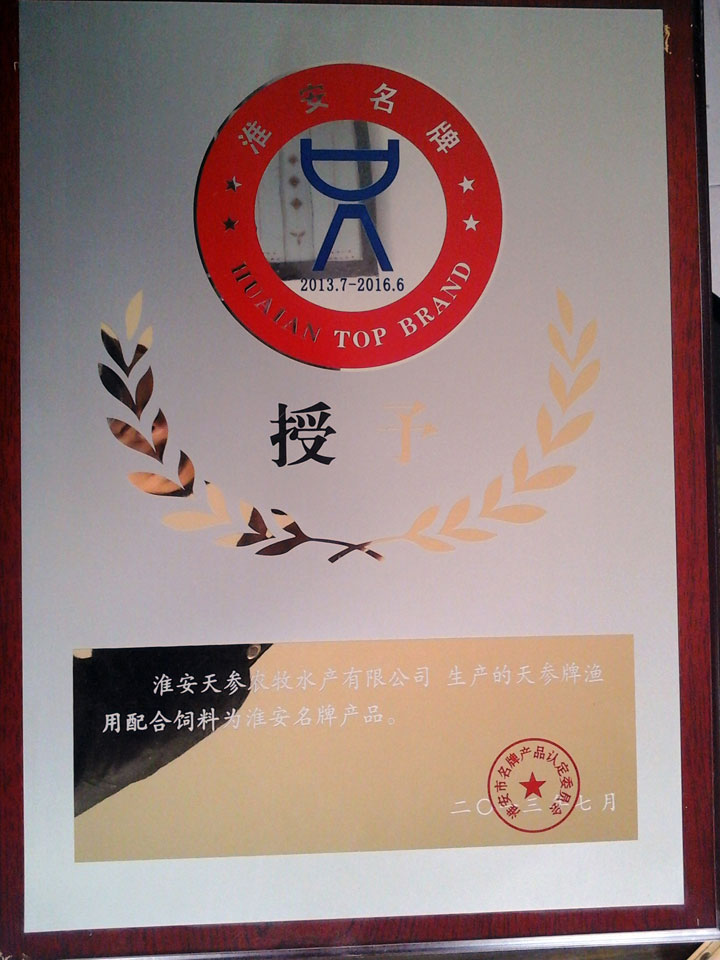 淮安名牌
2013.7-2016.6
HUAIAN TOP BRAND
授 予
淮安天参农牧水产有限公司 生产的天参牌渔
用配合饲料为淮安名牌产品。
淮安市名牌产品认定委员会
二〇一三年七月